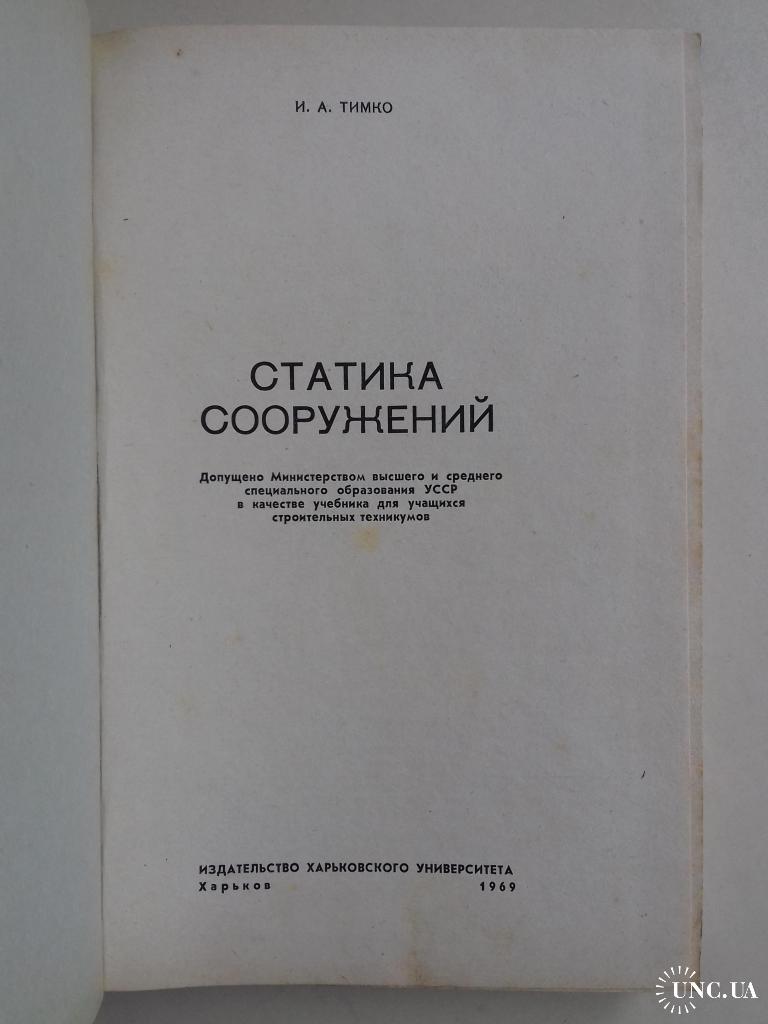 И. А. ТИМКО
СТАТИКА
СООРУЖЕНИЙ
Допущено Министерством высшего и среднего
специального образования УССР
в качестве учебника для учащихся
строительных техникумов
ИЗДАТЕЛЬСТВО ХАРЬКОВСКОГО УНИВЕРСИТЕТА
Харьков 1969
UNC.UA